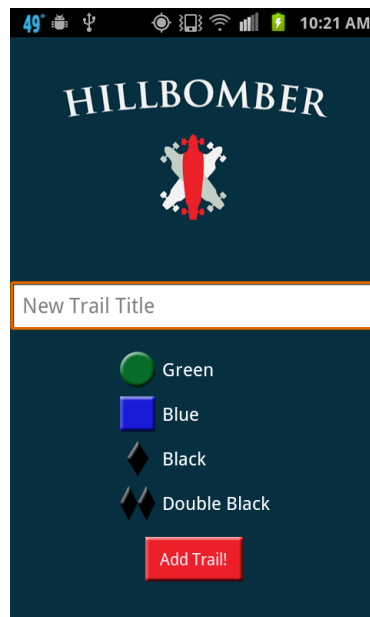 49° 10:21 AM
HILLBOMBER
New Trail Title
Green
Blue
Black
Double Black
Add Trail!